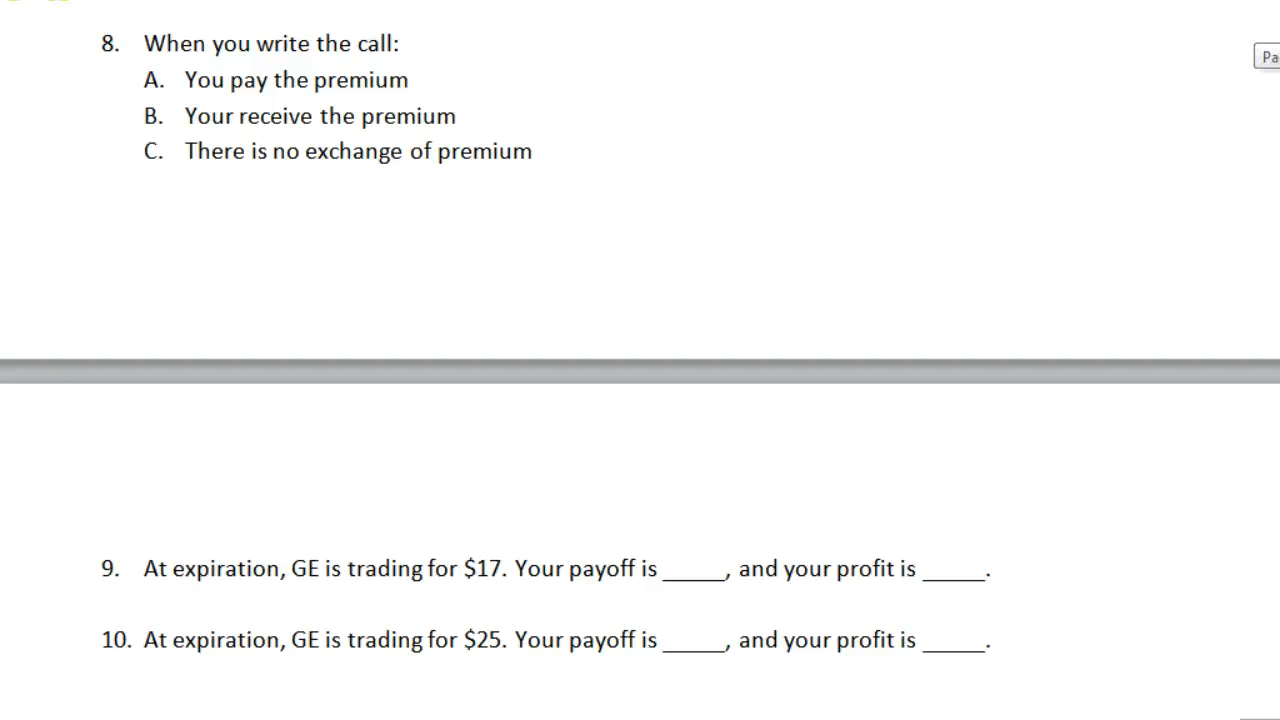 8. When you write the call:
A. You pay the premium
B. Your receive the premium
C. There is no exchange of premium
Pa
9. At expiration, GE is trading for $17. Your payoff is _____, and your profit is _____.
10. At expiration, GE is trading for $25. Your payoff is _____, and your profit is _____.